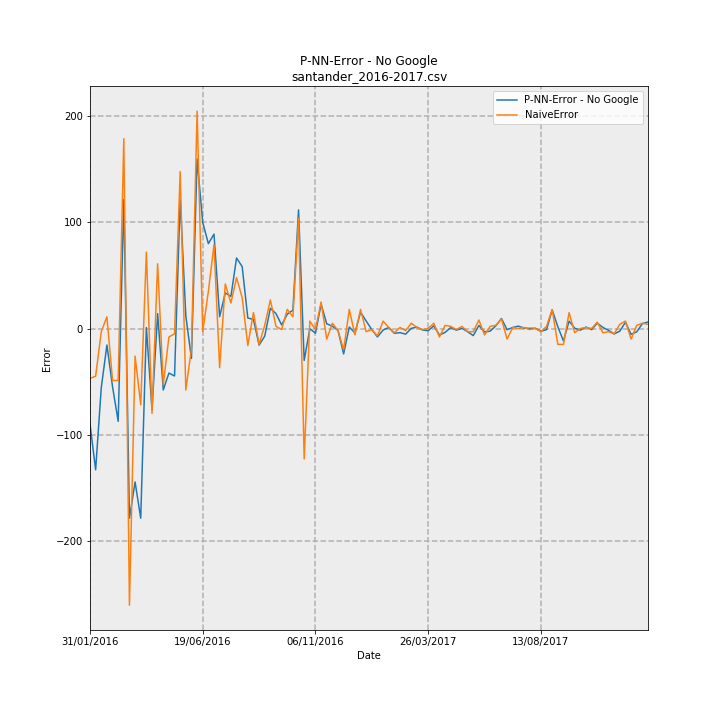 P-NN-Error - No Google
santander_2016-2017.csv
P-NN-Error - No Google
NaiveError
200
100
0
−100
−200
Error
31/01/2016
19/06/2016
06/11/2016
26/03/2017
13/08/2017
Date